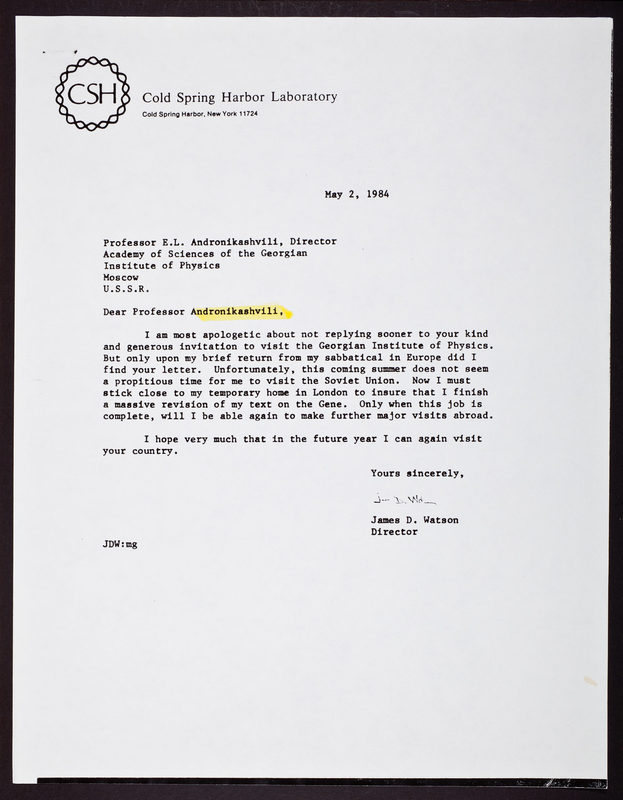 CSH
Cold Spring Harbor Laboratory
Cold Spring Harbor, New York 11724
May 2, 1984
Professor E.L. Andronikashvili, Director
Academy of Sciences of the Georgian
Institute of Physics
Moscow
U.S.S.R.
Dear Professor Andronikashvili,
I am most apologetic about not replying sooner to your kind
and generous invitation to visit the Georgian Institute of Physics.
But only upon my brief return from my sabbatical in Europe did I
find your letter. Unfortunately, this coming summer does not seem
a propitious time for me to visit the Soviet Union. Now I must
stick close to my temporary home in London to insure that I finish
a massive revision of my text on the Gene. Only when this job is
complete, will I be able again to make further major visits abroad.
I hope very much that in the future year I can again visit
your country.
Yours sincerely,
James D. Watson
Director
JDW:mg